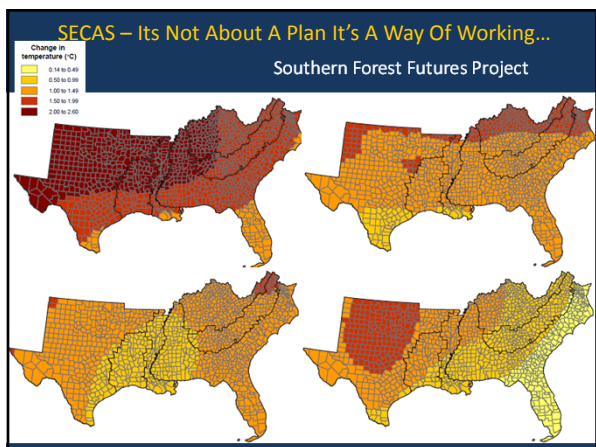 SECAS – Its Not About A Plan It's A Way Of Working...
Southern Forest Futures Project
Change in
temperature (°C)
0.14 to 0.49
0.50 to 0.99
1.00 to 1.49
1.50 to 1.99
2.00 to 2.60